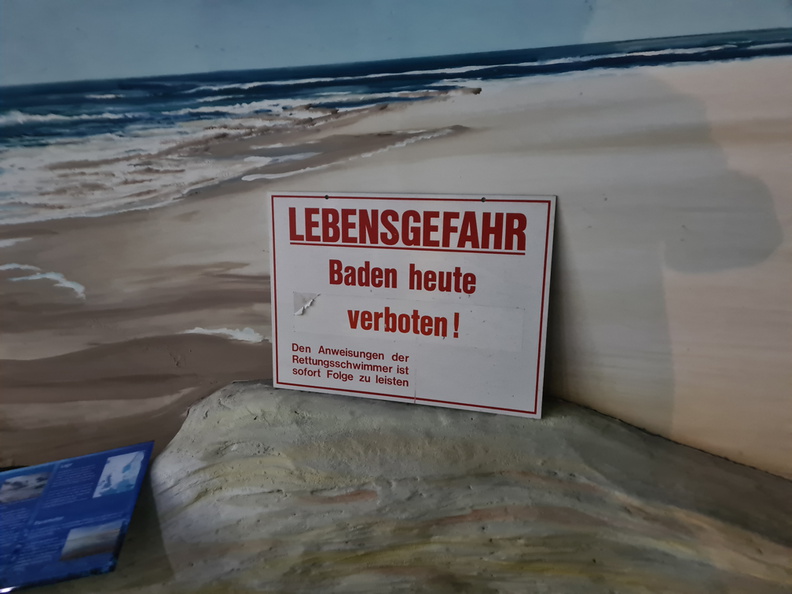 LEBENSGEFAHR
Baden heute
verboten!
Den Anweisungen der
Rettungsschwimmer ist
sofort Folge zu leisten